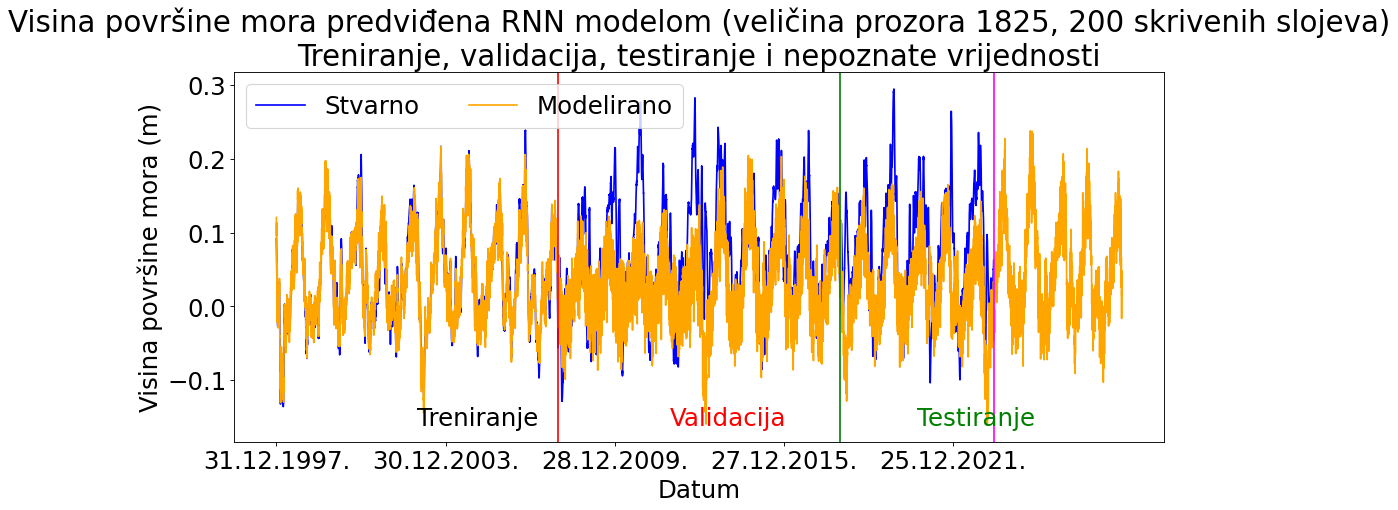 Visina površine mora predviđena RNN modelom (veličina prozora 1825, 200 skrivenih slojeva)
Treniranje, validacija, testiranje i nepoznate vrijednosti
Stvarno Modelirano
Visina površine mora (m)
0.3
0.2
0.1
0.0
−0.1
Treniranje Validacija Testiranje
31.12.1997. 30.12.2003. 28.12.2009. 27.12.2015. 25.12.2021.
Datum